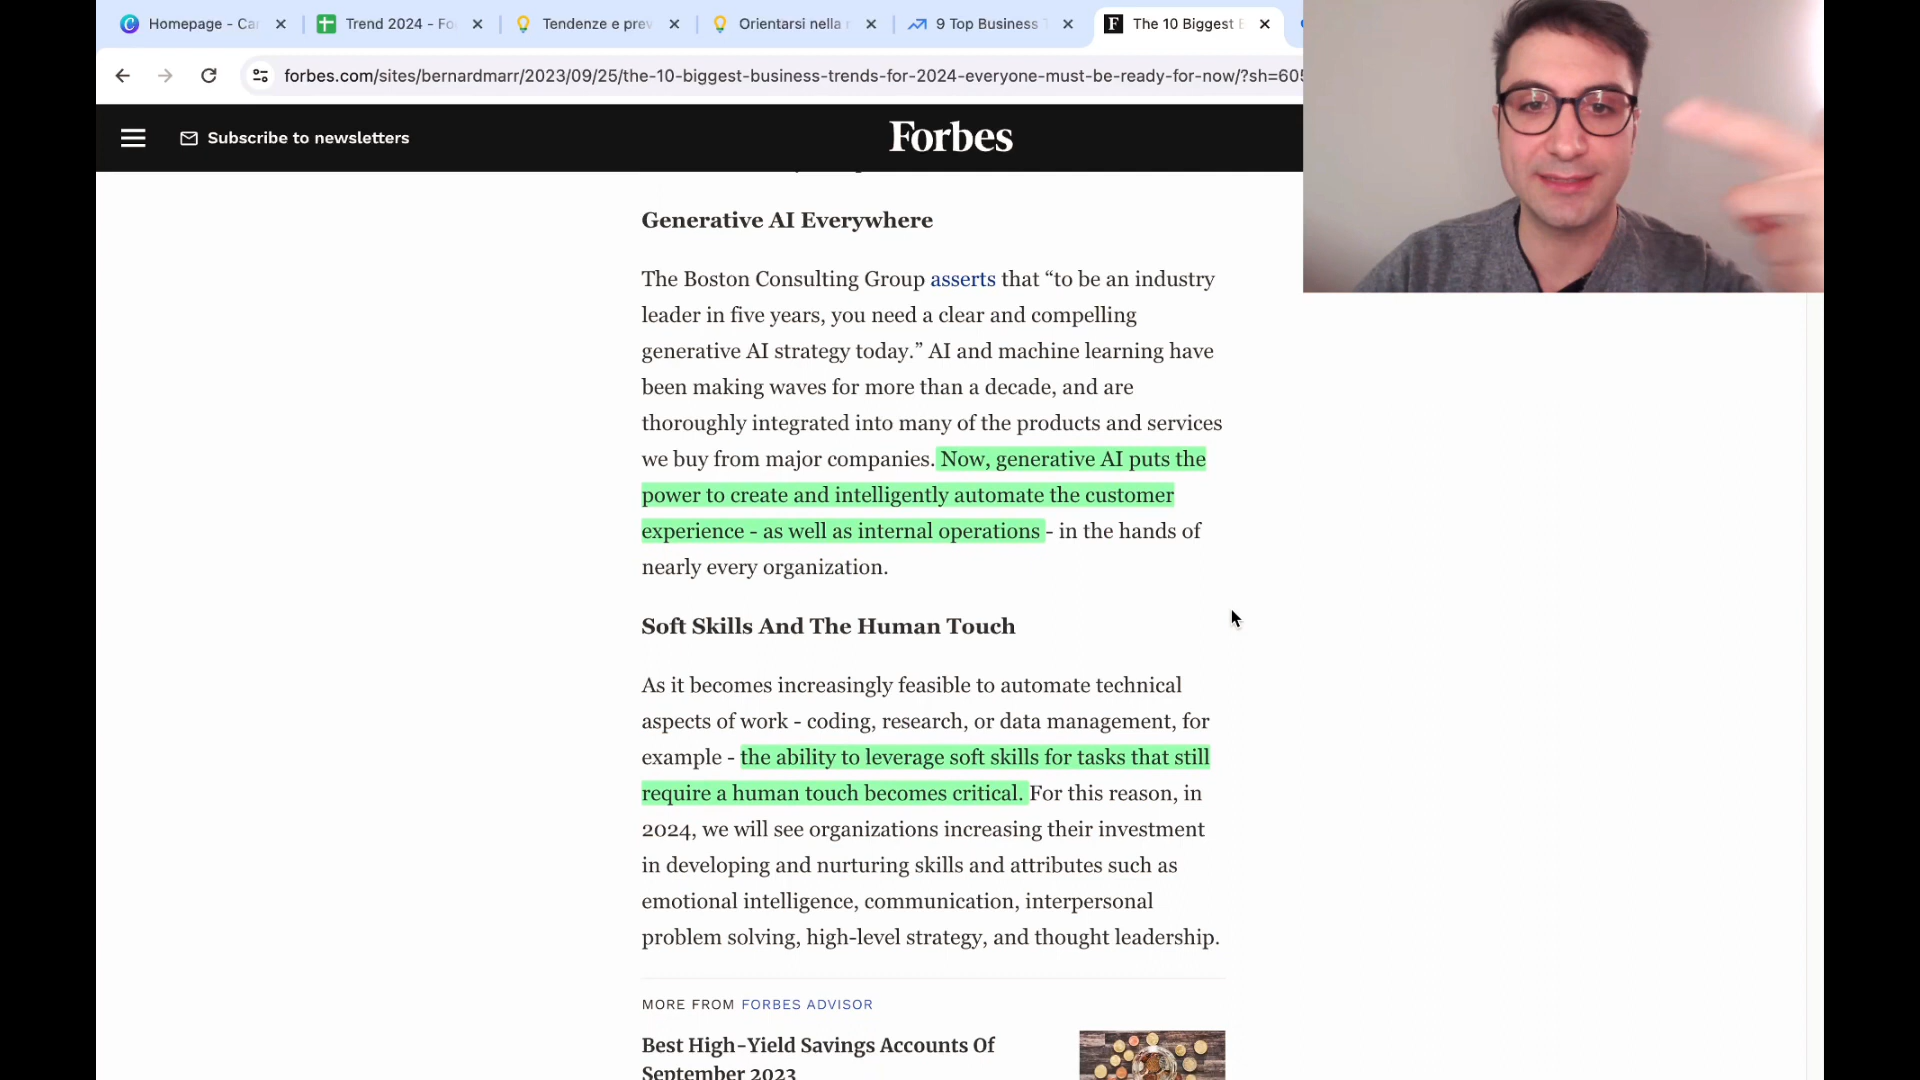 Homepage - Ca
Trend 2024 - Fo
Tendenze e prev
Orientarsi nella
9 Top Business
The 10 Biggest
forbes.com/sites/bernardmarr/2023/09/25/the-10-biggest-business-trends-for-2024-everyone-must-be-ready-for-now/?sh=605
Subscribe to newsletters
Forbes
Generative AI Everywhere
The Boston Consulting Group asserts that “to be an industry
leader in five years, you need a clear and compelling
generative AI strategy today.” AI and machine learning have
been making waves for more than a decade, and are
thoroughly integrated into many of the products and services
we buy from major companies. Now, generative AI puts the
power to create and intelligently automate the customer
experience - as well as internal operations - in the hands of
nearly every organization.
Soft Skills And The Human Touch
As it becomes increasingly feasible to automate technical
aspects of work - coding, research, or data management, for
example - the ability to leverage soft skills for tasks that still
require a human touch becomes critical. For this reason, in
2024, we will see organizations increasing their investment
in developing and nurturing skills and attributes such as
emotional intelligence, communication, interpersonal
problem solving, high-level strategy, and thought leadership.
MORE FROM FORBES ADVISOR
Best High-Yield Savings Accounts Of
September 2023